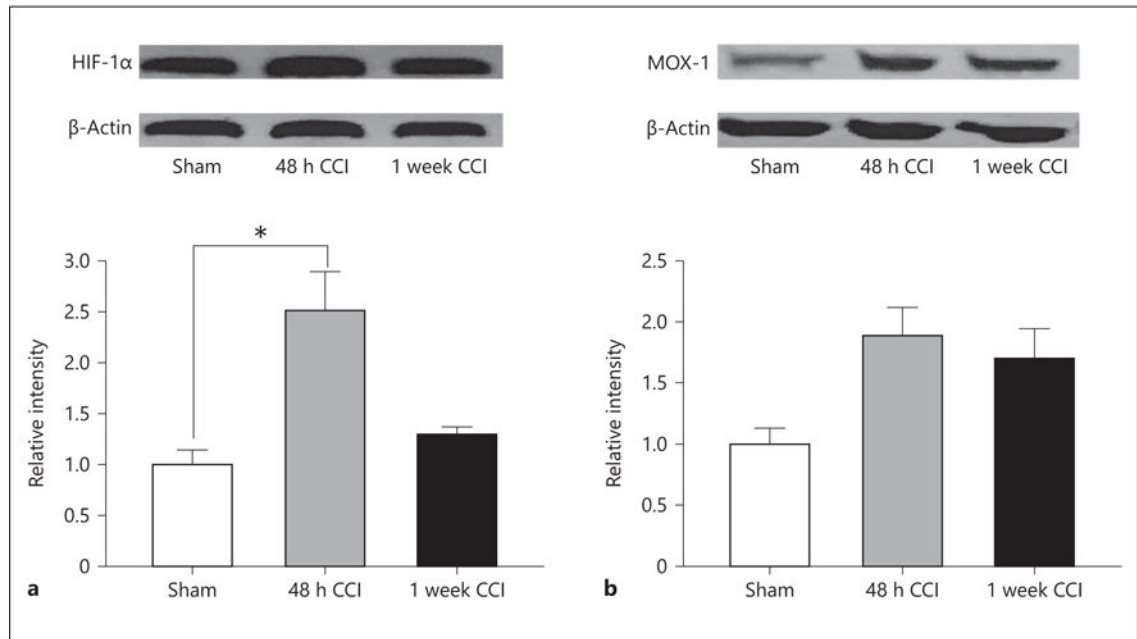 HIF-1α
β-Actin
Sham 48 h CCI 1 week CCI
*
3.0
2.5
2.0
1.5
1.0
0.5
0
Relative intensity
Sham 48 h CCI 1 week CCI
a
MOX-1
β-Actin
Sham 48 h CCI 1 week CCI
2.5
2.0
1.5
1.0
0.5
0
Relative intensity
Sham 48 h CCI 1 week CCI
b